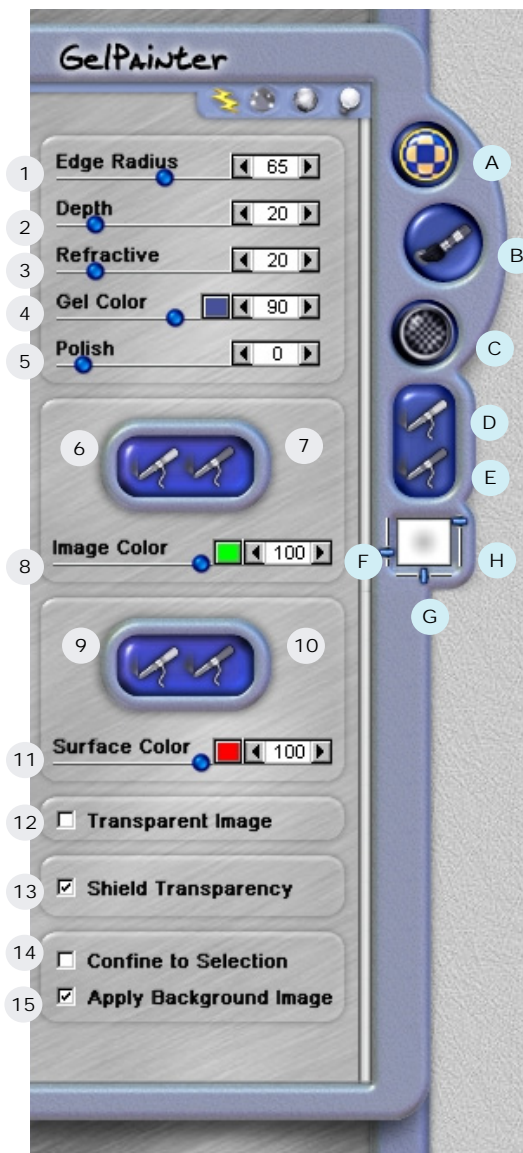 GelPainter
A
1 Edge Radius 65
B
2 Depth 20
3 Refractive 20
4 Gel Color 90
C
5 Polish 0
D
6 7
E
8 Image Color 100
F H
G
9 10
11 Surface Color 100
12 Transparent Image
13 Shield Transparency
14 Confine to Selection
15 Apply Background Image